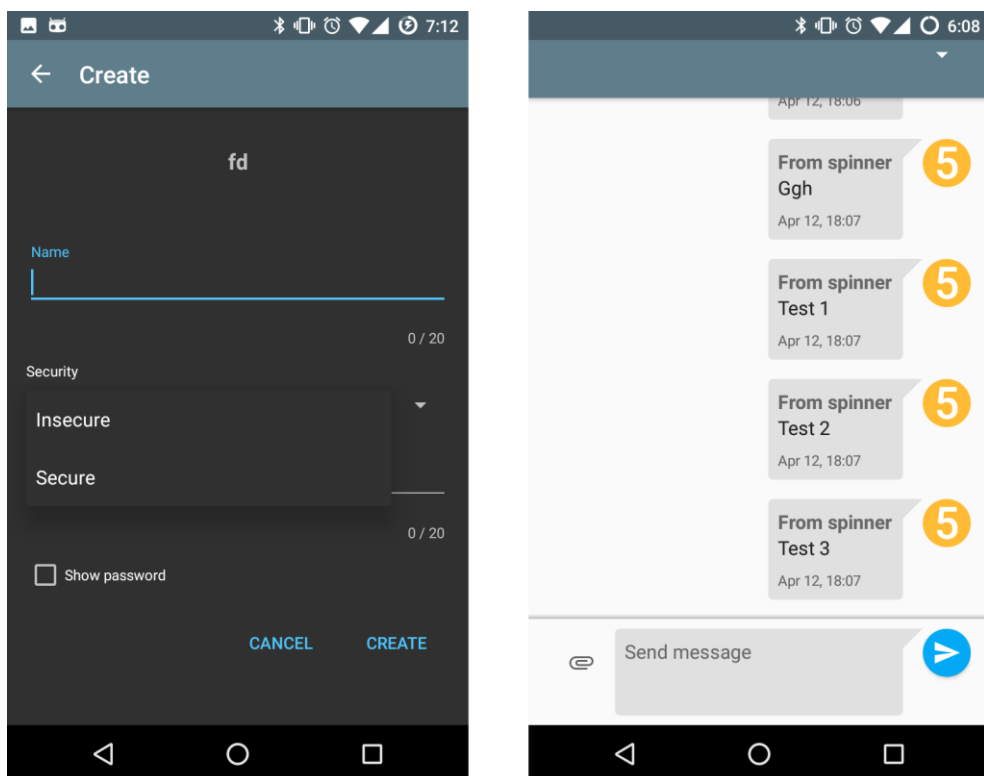 7:12
Create
fd
Name
0 / 20
Security
Insecure
Secure
0 / 20
Show password
CANCEL CREATE
6:08
Apr 12, 18:06
From spinner
Ggh
Apr 12, 18:07
5
From spinner
Test 1
Apr 12, 18:07
5
From spinner
Test 2
Apr 12, 18:07
5
From spinner
Test 3
Apr 12, 18:07
5
Send message